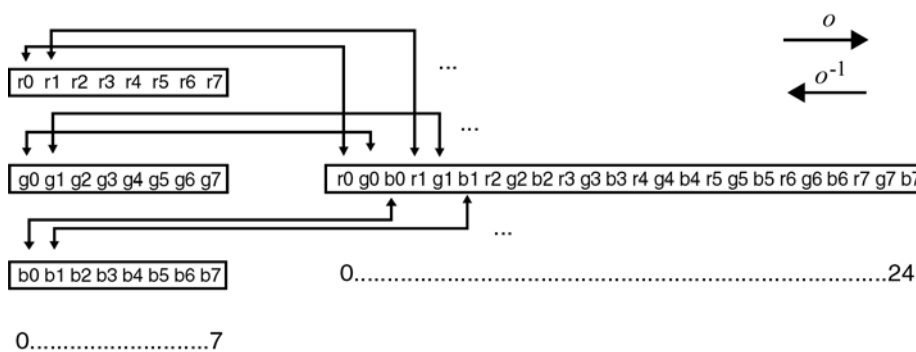 o
...
o-1
r0 r1 r2 r3 r4 r5 r6 r7
...
g0 g1 g2 g3 g4 g5 g6 g7
r0 g0 b0 r1 g1 b1 r2 g2 b2 r3 g3 b3 r4 g4 b4 r5 g5 b5 r6 g6 b6 r7 g7 b7
...
b0 b1 b2 b3 b4 b5 b6 b7
0...............................................................................24
0..........................7